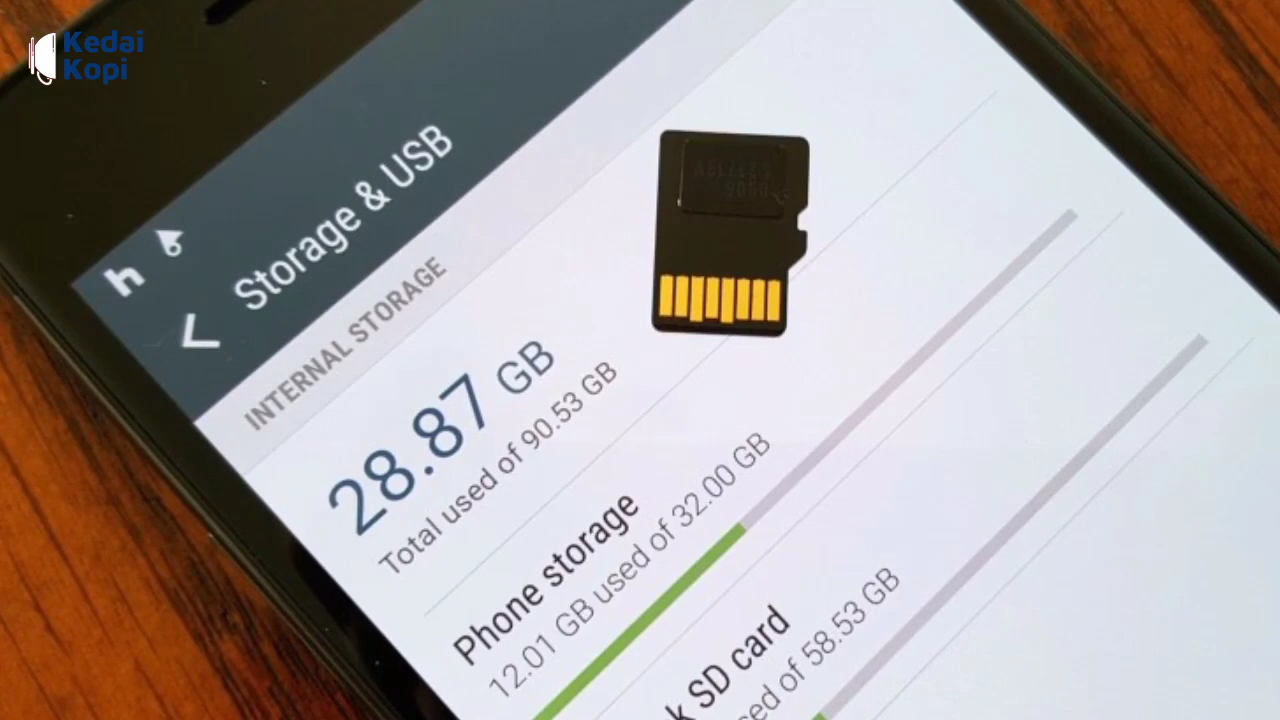 Kedai
Kopi
Storage & USB
INTERNAL STORAGE
28.87 GB
Total used of 90.53 GB
Phone storage
12.01 GB used of 32.00 GB
k SD card
sed of 58.53 GB